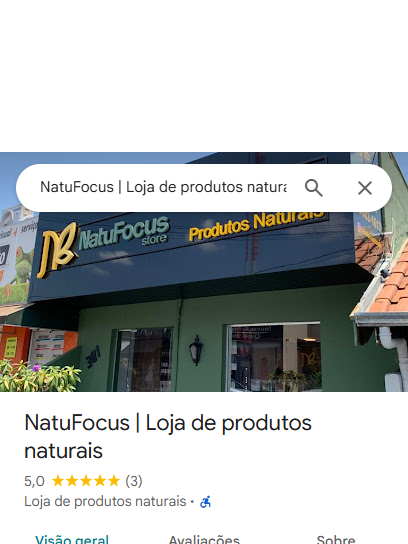 NatuFocus | Loja de produtos natura
NatuFocus
store
Produtos Naturais
NatuFocus | Loja de produtos
naturais
5,0 (3)
Loja de produtos naturais ·
Visão geral
Avaliações
Sobre